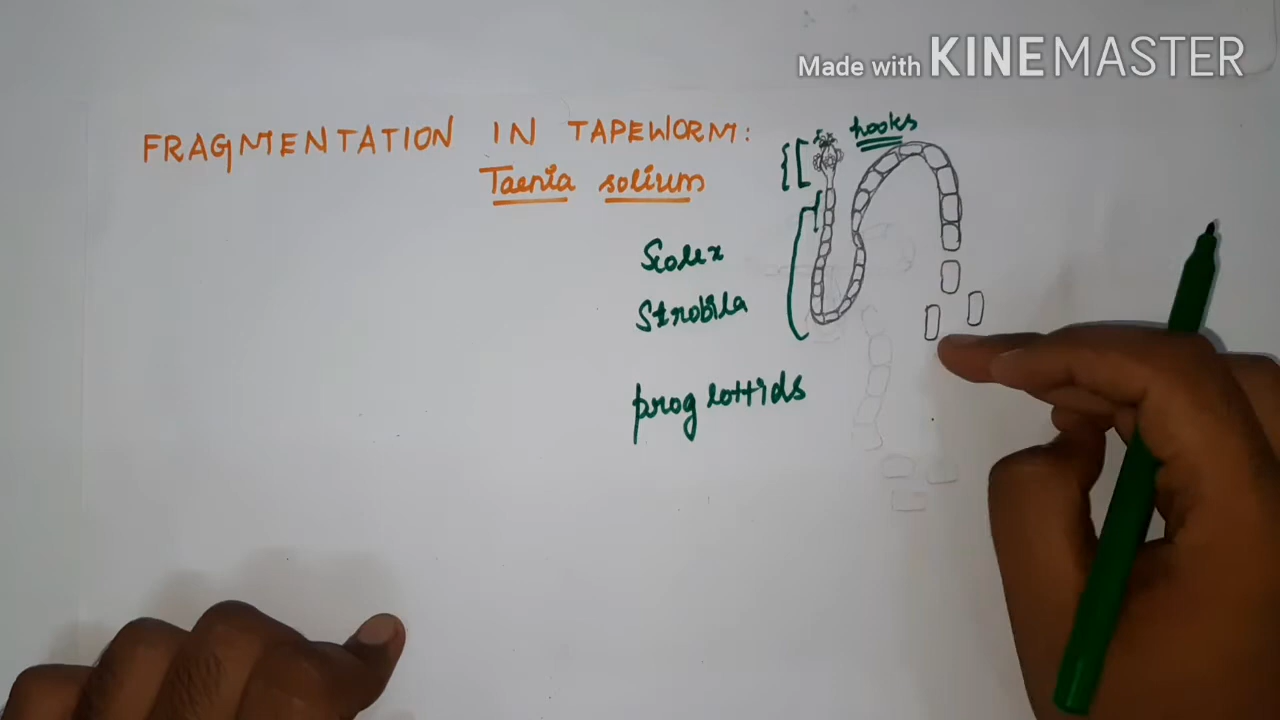 Made with KINEMASTER
FRAGMENTATION IN TAPEWORM:
Taenia solium
hooks
Scolex
Strobila
proglottids